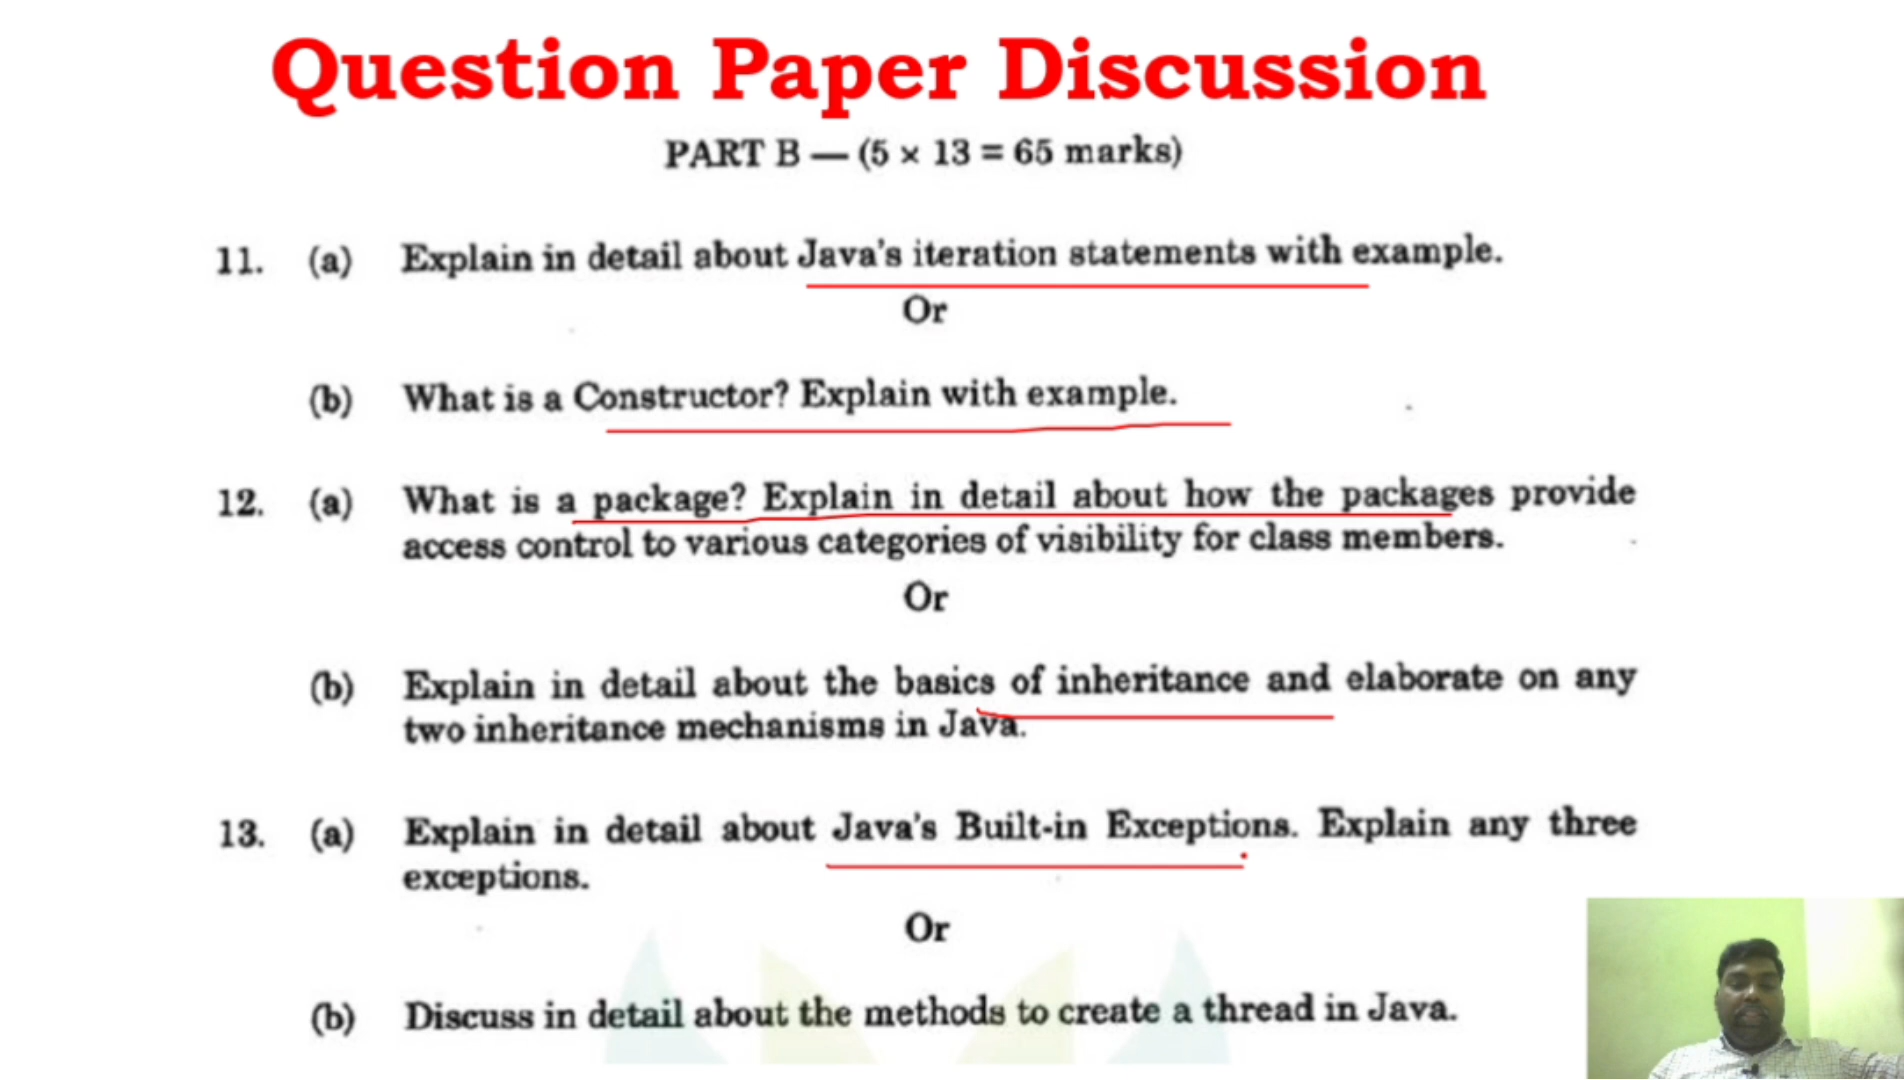 Question Paper Discussion
PART B — (5 × 13 = 65 marks)
11. (a) Explain in detail about Java's iteration statements with example.
Or
(b) What is a Constructor? Explain with example.
12. (a) What is a package? Explain in detail about how the packages provide
access control to various categories of visibility for class members.
Or
(b) Explain in detail about the basics of inheritance and elaborate on any
two inheritance mechanisms in Java.
13. (a) Explain in detail about Java's Built-in Exceptions. Explain any three
exceptions.
Or
(b) Discuss in detail about the methods to create a thread in Java.